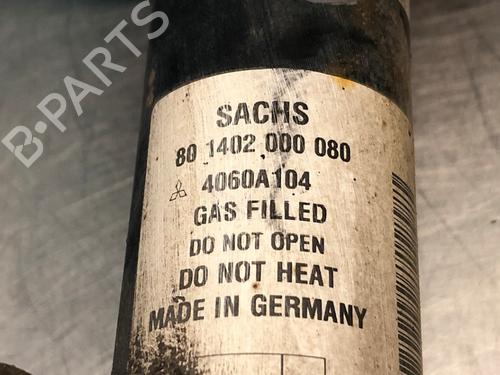 B-PARTS
SACHS
80 1402 000 080
4060A104
GAS FILLED
DO NOT OPEN
DO NOT HEAT
MADE IN GERMANY